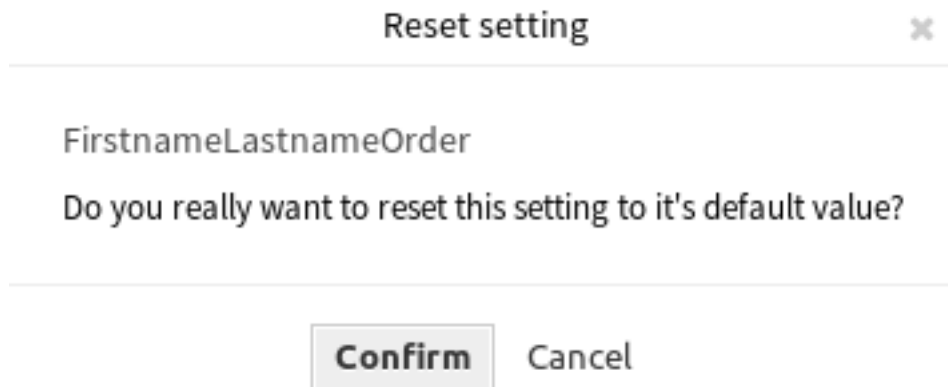 Reset setting
FirstnameLastnameOrder
Do you really want to reset this setting to it's default value?
Confirm Cancel